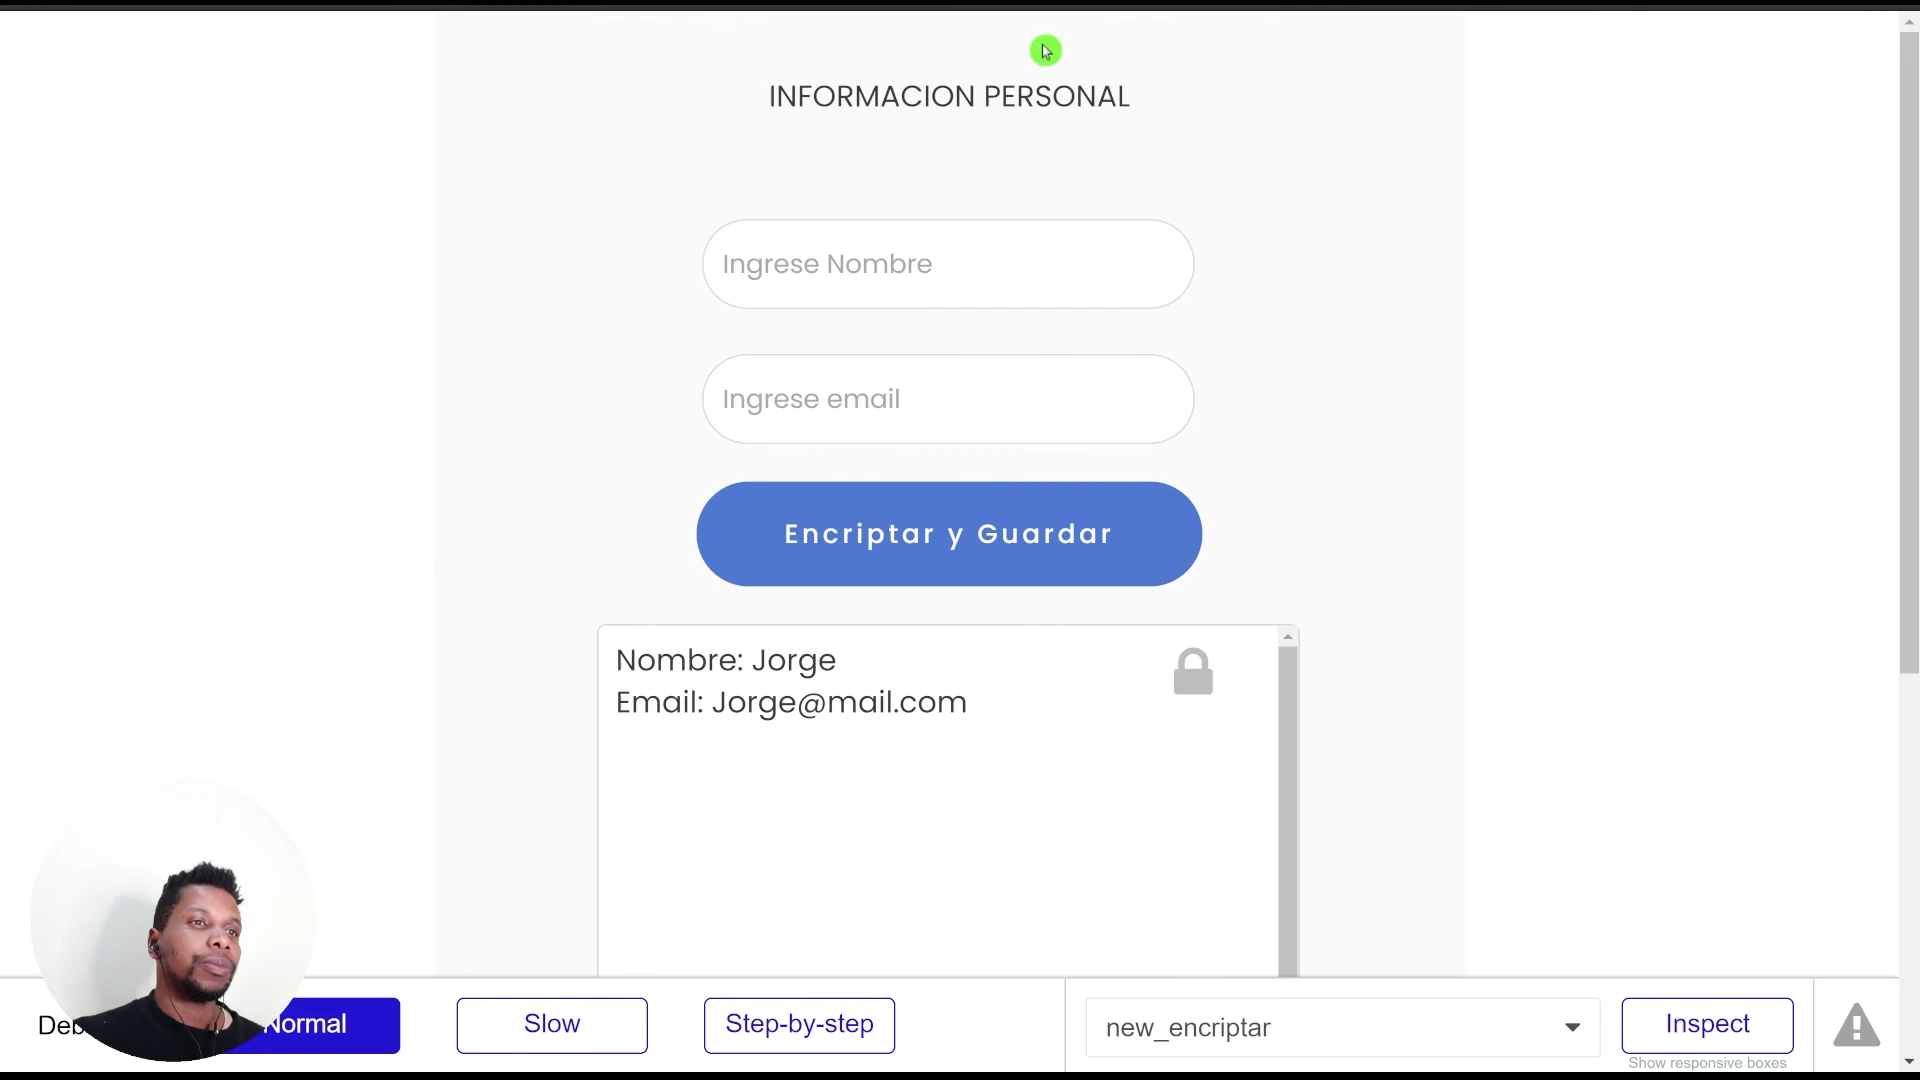 INFORMACION PERSONAL
Ingrese Nombre
Ingrese email
Encriptar y Guardar
Nombre: Jorge
Email: Jorge@mail.com
Normal
Slow
Step-by-step
new_encriptar
Inspect
Show responsive boxes